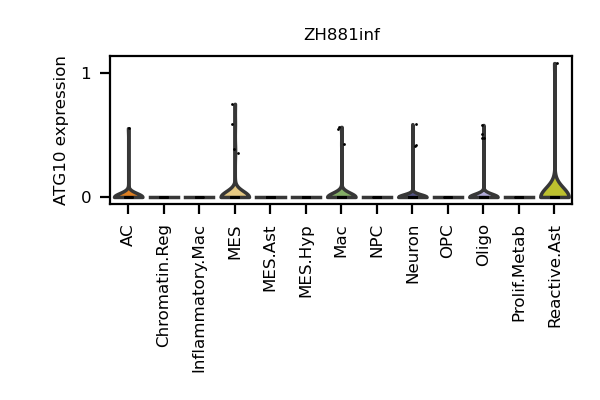 ZH881inf
ATG10 expression
1
0
AC
Chromatin.Reg
Inflammatory.Mac
MES
MES.Ast
MES.Hyp
Mac
NPC
Neuron
OPC
Oligo
Prolif.Metab
Reactive.Ast